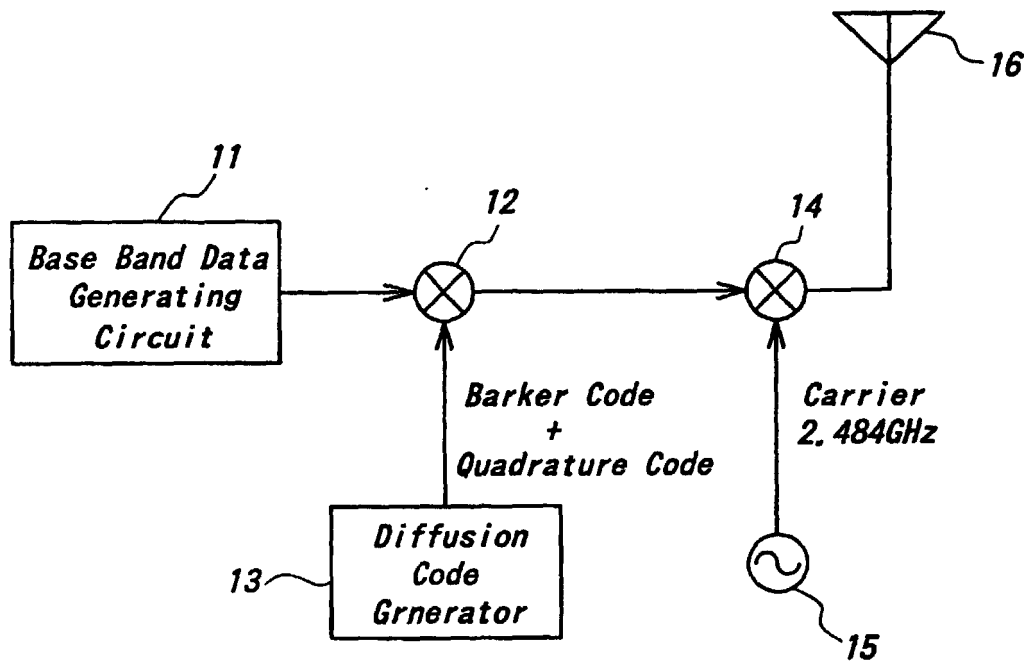 16
11
12
14
Base Band Data
Generating
Circuit
Barker Code
+
Quadrature Code
Carrier
2.484GHz
Diffusion
Code
Grnerator
13
15